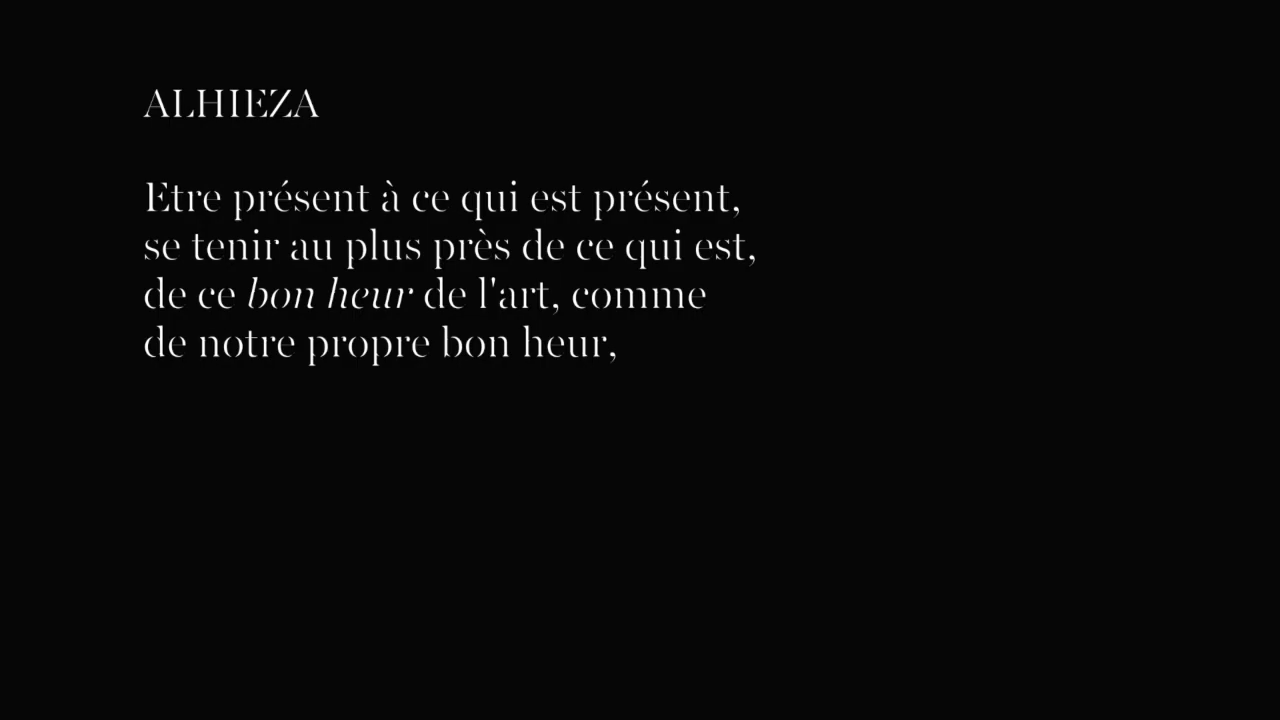 ALHIEZA
Etre présent à ce qui est présent,
se tenir au plus près de ce qui est,
de ce bon heur de l'art, comme
de notre propre bon heur,